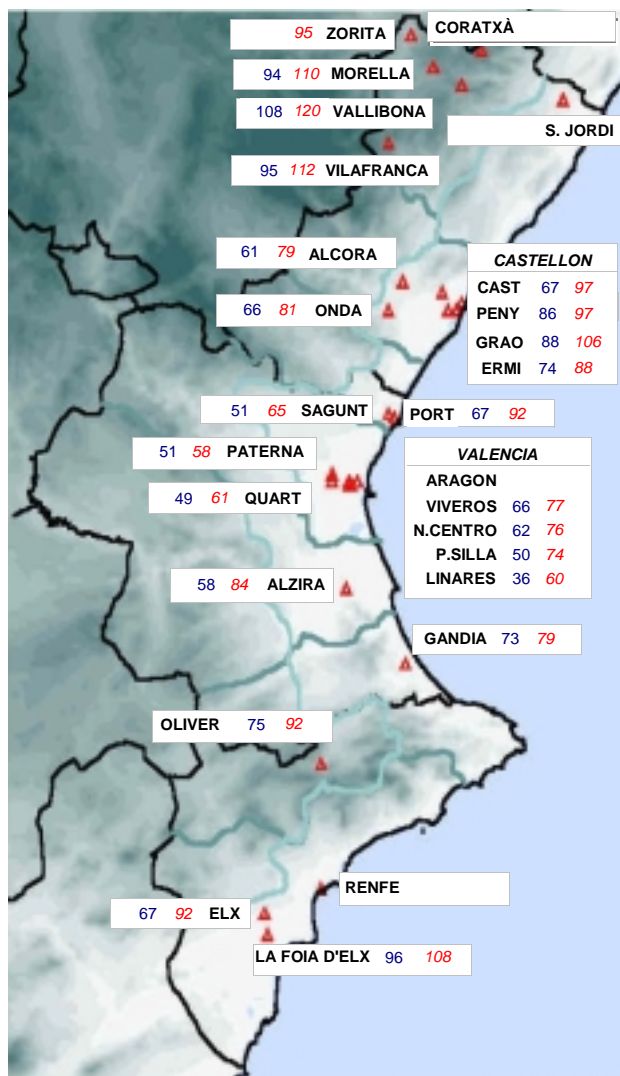 95 ZORITA
CORATXÀ
94 110 MORELLA
108 120 VALLIBONA
S. JORDI
95 112 VILAFRANCA
61 79 ALCORA
66 81 ONDA
CASTELLON
CAST 67 97
PENY 86 97
GRAO 88 106
ERMI 74 88
51 65 SAGUNT
PORT 67 92
51 58 PATERNA
49 61 QUART
VALENCIA
ARAGON
VIVEROS 66 77
N.CENTRO 62 76
P.SILLA 50 74
LINARES 36 60
58 84 ALZIRA
GANDIA 73 79
OLIVER 75 92
RENFE
67 92 ELX
LA FOIA D'ELX 96 108